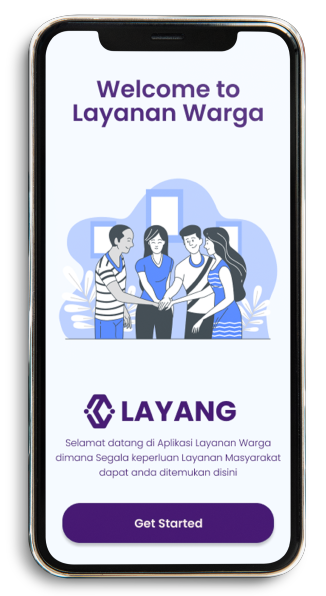 Welcome to
Layanan Warga
LAYANG
Selamat datang di Aplikasi Layanan Warga
dimana Segala keperluan Layanan Masyarakat
dapat anda ditemukan disini
Get Started